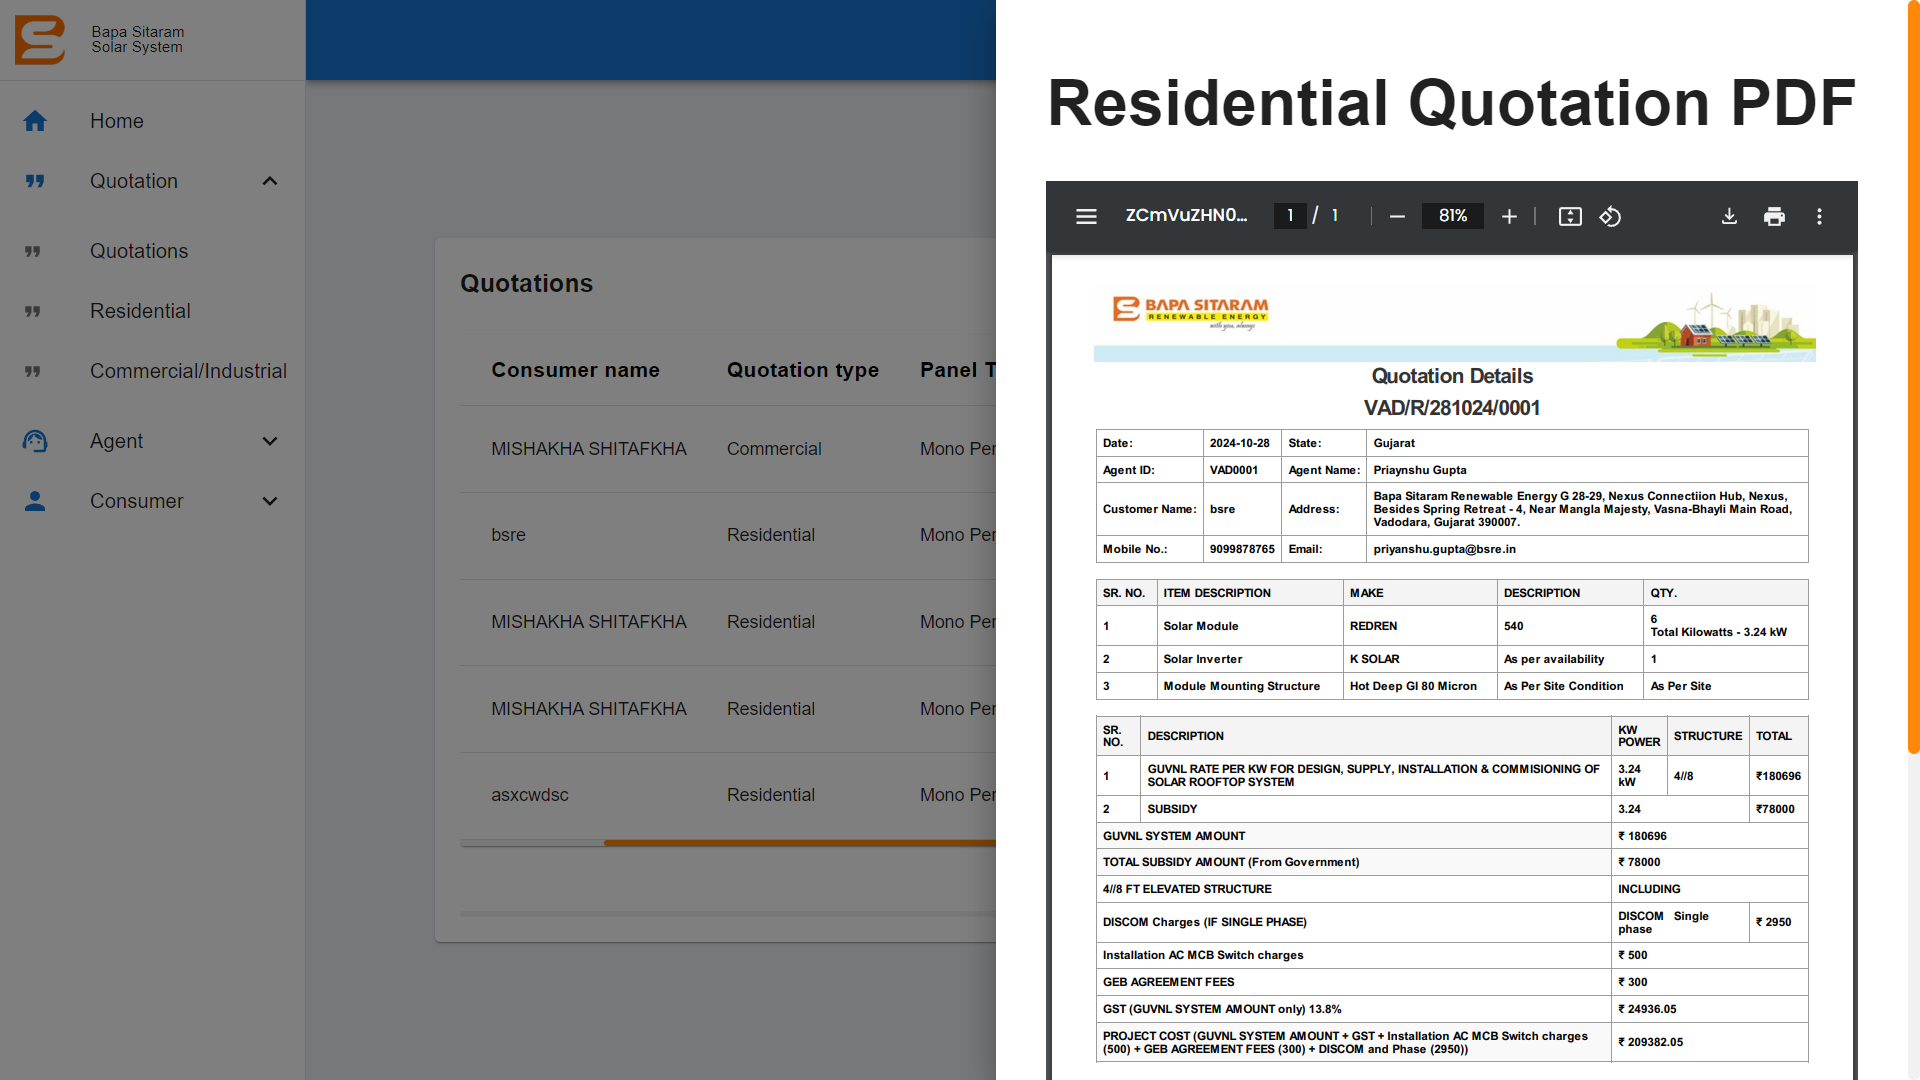 Bapa Sitaram
Solar System
Home
Quotation
Quotations
Residential
Commercial/Industrial
Agent
Consumer
Quotations
Consumer name Quotation type Panel T
MISHAKHA SHITAFKHA Commercial Mono Per
bsre Residential Mono Per
MISHAKHA SHITAFKHA Residential Mono Per
MISHAKHA SHITAFKHA Residential Mono Per
asxcwdsc Residential Mono Per
Residential Quotation PDF
ZCmVuZHN0... 1 / 1 81%
BAPA SITARAM
RENEWABLE ENERGY
with you, always
Quotation Details
VAD/R/281024/0001
Date: 2024-10-28 State: Gujarat
Agent ID: VAD0001 Agent Name: Priaynshu Gupta
Customer Name: bsre Address: Bapa Sitaram Renewable Energy G 28-29, Nexus Connectiion Hub, Nexus,
Besides Spring Retreat - 4, Near Mangla Majesty, Vasna-Bhayli Main Road,
Vadodara, Gujarat 390007.
Mobile No.: 9099878765 Email: priyanshu.gupta@bsre.in
SR. NO. ITEM DESCRIPTION MAKE DESCRIPTION QTY.
1 Solar Module REDREN 540 6
Total Kilowatts - 3.24 kW
2 Solar Inverter K SOLAR As per availability 1
3 Module Mounting Structure Hot Deep GI 80 Micron As Per Site Condition As Per Site
SR. NO. DESCRIPTION KW POWER STRUCTURE TOTAL
1 GUVNL RATE PER KW FOR DESIGN, SUPPLY, INSTALLATION & COMMISIONING OF
SOLAR ROOFTOP SYSTEM 3.24 kW 4//8 ₹180696
2 SUBSIDY 3.24 ₹78000
GUVNL SYSTEM AMOUNT ₹ 180696
TOTAL SUBSIDY AMOUNT (From Government) ₹ 78000
4//8 FT ELEVATED STRUCTURE INCLUDING
DISCOM Charges (IF SINGLE PHASE) DISCOM Single phase ₹ 2950
Installation AC MCB Switch charges ₹ 500
GEB AGREEMENT FEES ₹ 300
GST (GUVNL SYSTEM AMOUNT only) 13.8% ₹ 24936.05
PROJECT COST (GUVNL SYSTEM AMOUNT + GST + Installation AC MCB Switch charges
(500) + GEB AGREEMENT FEES (300) + DISCOM and Phase (2950)) ₹ 209382.05